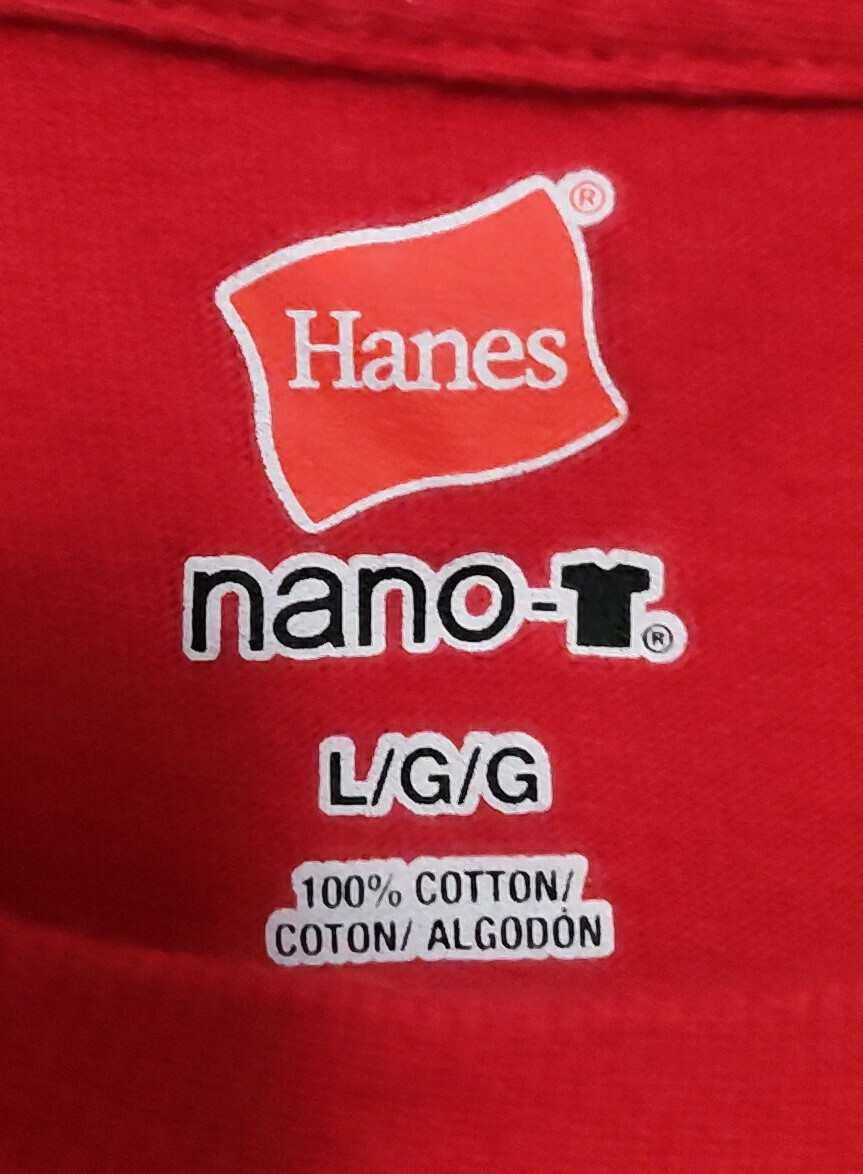 Hanes®
nano-T®
L/G/G
100% COTTON/
COTON/ ALGODÓN